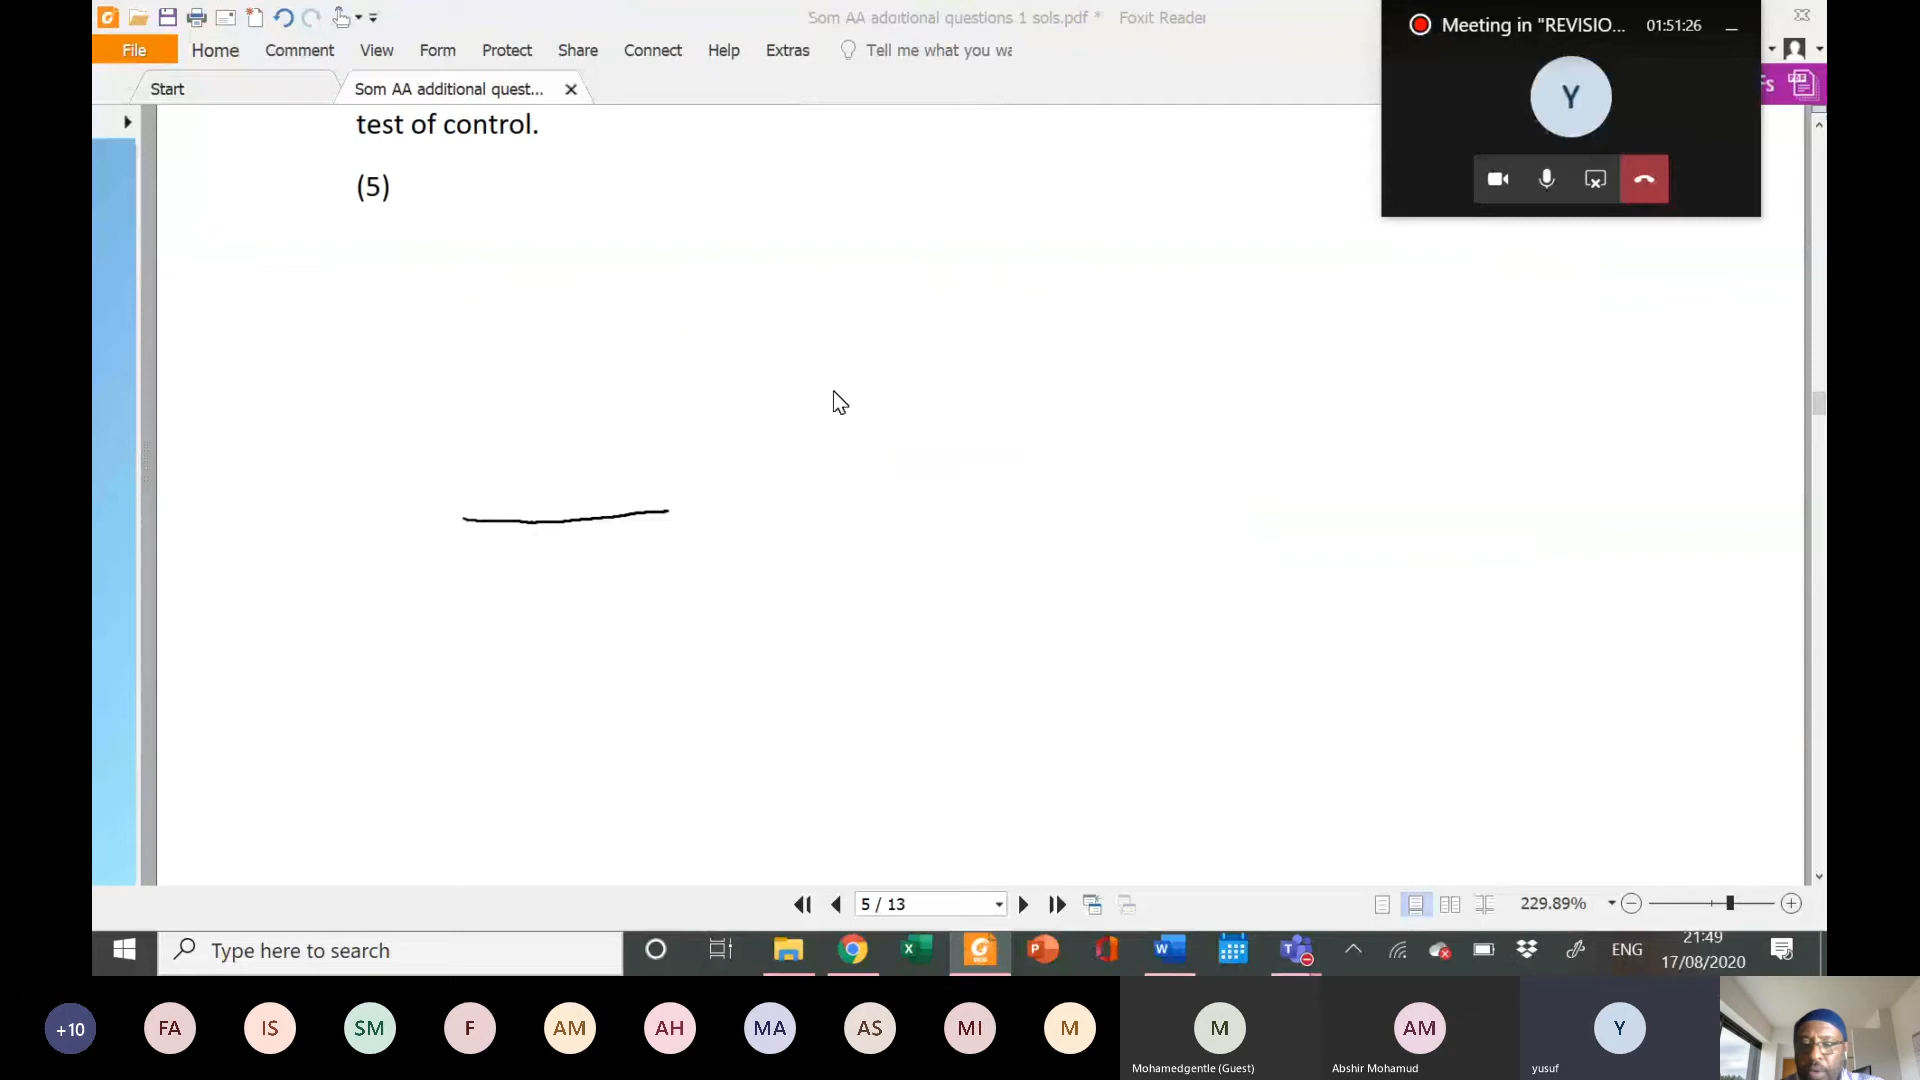 Som AA additional questions 1 sols.pdf * Foxit Reader
Meeting in "REVISIO... 01:51:26
File Home Comment View Form Protect Share Connect Help Extras Tell me what you wa
Start
Som AA additional quest...
Y
test of control.
(5)
5 / 13
229.89%
Type here to search
ENG
21:49
17/08/2020
+10 FA IS SM F AM AH MA AS MI M M AM Y
Mohamedgentle (Guest) Abshir Mohamud yusuf